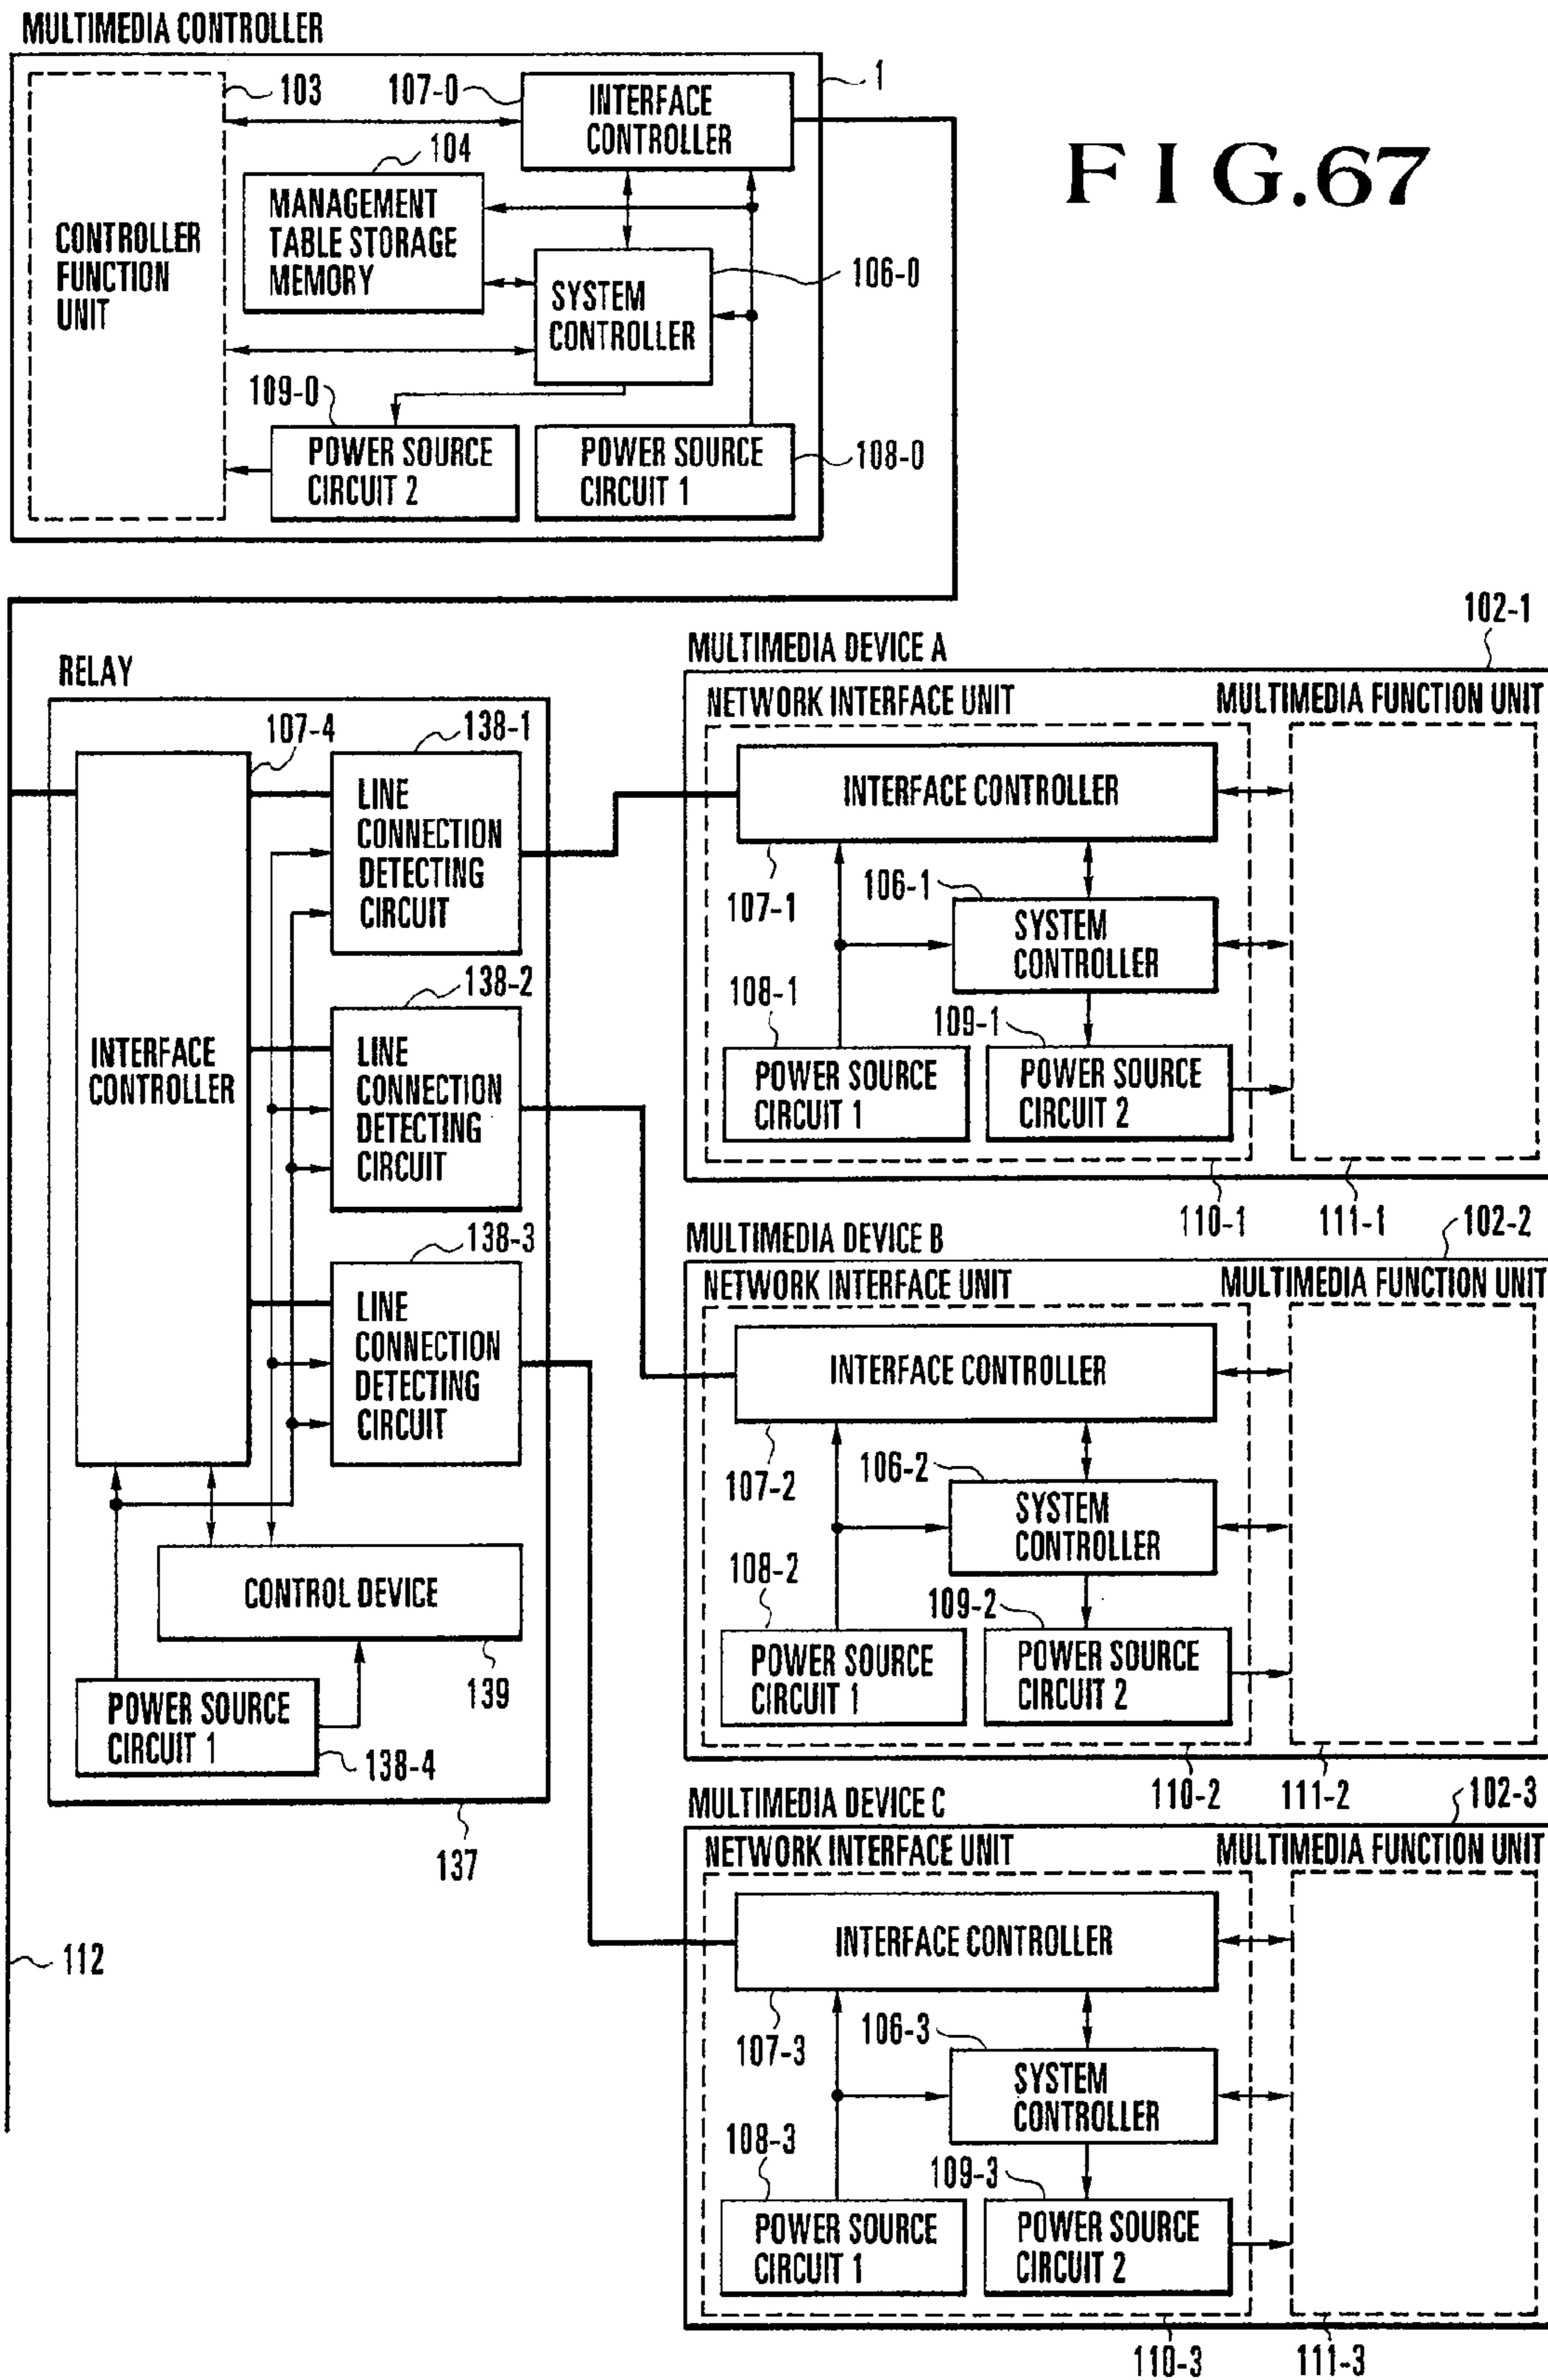 MULTIMEDIA CONTROLLER
FIG.67
1
103
107-0
INTERFACE
CONTROLLER
104
MANAGEMENT
TABLE STORAGE
MEMORY
CONTROLLER
FUNCTION
UNIT
106-0
SYSTEM
CONTROLLER
109-0
POWER SOURCE
CIRCUIT 2
POWER SOURCE
CIRCUIT 1
108-0
RELAY
107-4
138-1
LINE
CONNECTION
DETECTING
CIRCUIT
138-2
INTERFACE
CONTROLLER
LINE
CONNECTION
DETECTING
CIRCUIT
138-3
LINE
CONNECTION
DETECTING
CIRCUIT
CONTROL DEVICE
139
POWER SOURCE
CIRCUIT 1
138-4
137
112
102-1
MULTIMEDIA DEVICE A
NETWORK INTERFACE UNIT
MULTIMEDIA FUNCTION UNIT
INTERFACE CONTROLLER
107-1
106-1
SYSTEM
CONTROLLER
108-1
109-1
POWER SOURCE
CIRCUIT 1
POWER SOURCE
CIRCUIT 2
110-1
111-1
102-2
MULTIMEDIA DEVICE B
NETWORK INTERFACE UNIT
MULTIMEDIA FUNCTION UNIT
INTERFACE CONTROLLER
107-2
106-2
SYSTEM
CONTROLLER
108-2
109-2
POWER SOURCE
CIRCUIT 1
POWER SOURCE
CIRCUIT 2
110-2
111-2
102-3
MULTIMEDIA DEVICE C
NETWORK INTERFACE UNIT
MULTIMEDIA FUNCTION UNIT
INTERFACE CONTROLLER
107-3
106-3
SYSTEM
CONTROLLER
108-3
109-3
POWER SOURCE
CIRCUIT 1
POWER SOURCE
CIRCUIT 2
110-3
111-3